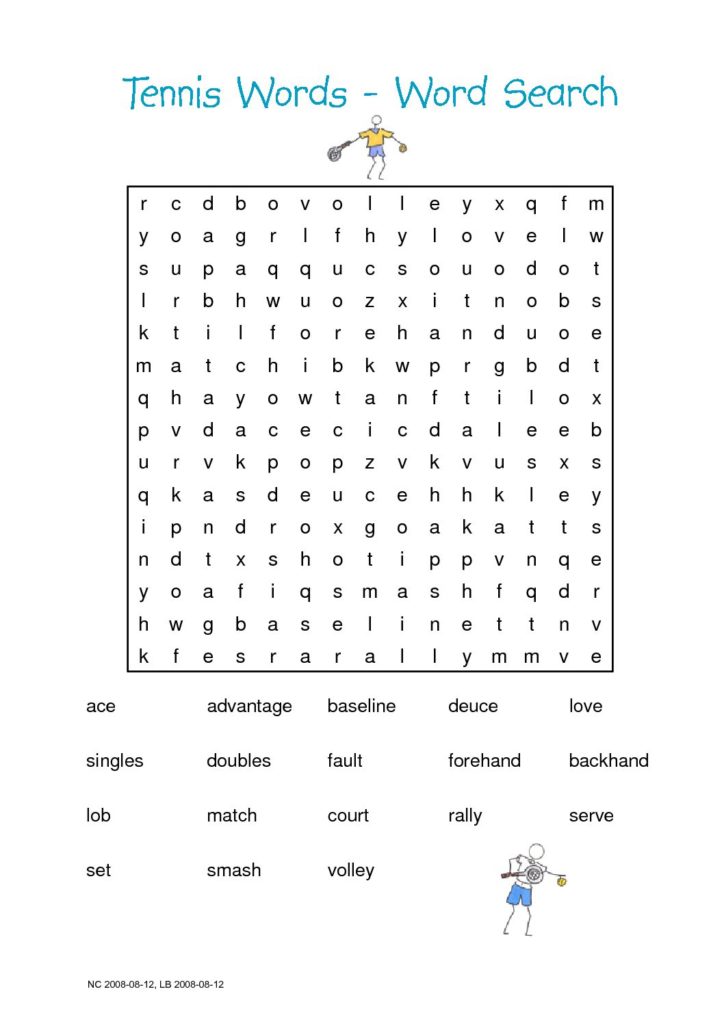 Tennis Words - Word Search
r c d b o v o l l e y x q f m
y o a g r l f h y l o v e l w
s u p a q q u c s o u o d o t
l r b h w u o z x i t n o b s
k t i l f o r e h a n d u o e
m a t c h i b k w p r g b d t
q h a y o w t a n f t i l o x
p v d a c e c i c d a l e e b
u r v k p o p z v k v u s x s
q k a s d e u c e h h k l e y
i p n d r o x g o a k a t t s
n d t x s h o t i p p v n q e
y o a f i q s m a s h f q d r
h w g b a s e l i n e t t n v
k f e s r a r a l l y m m v e
ace advantage baseline deuce love
singles doubles fault forehand backhand
lob match court rally serve
set smash volley
NC 2008-08-12, LB 2008-08-12